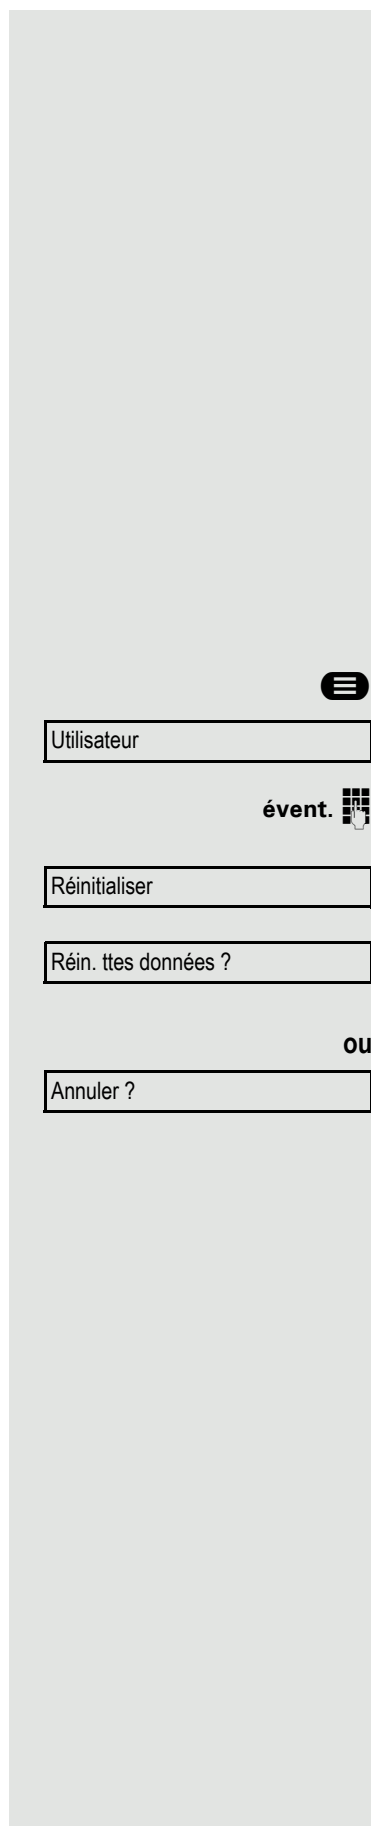 Utilisateur
évent.
Réinitialiser
Réin. ttes données ?
ou
Annuler ?